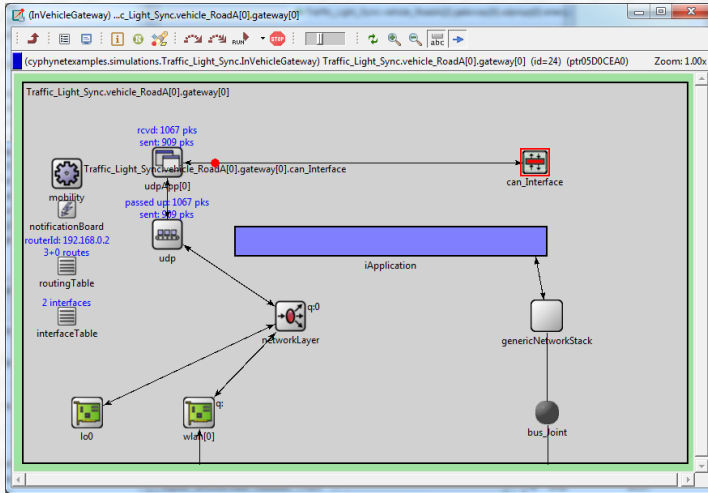 (InVehicleGateway) ...c_Light_Sync.vehicle_RoadA[0].gateway[0]
RUN
STOP
abc
(cyphynetexamples.simulations.Traffic_Light_Sync.InVehicleGateway) Traffic_Light_Sync.vehicle_RoadA[0].gateway[0] (id=24) (ptr05D0CEA0) Zoom: 1.00x
Traffic_Light_Sync.vehicle_RoadA[0].gateway[0]
rcvd: 1067 pks
sent: 909 pks
Traffic_Light_Sync.vehicle_RoadA[0].gateway[0].can_Interface
udpApp[0]
can_Interface
mobility
passed up: 1067 pks
sent: 909 pks
notificationBoard
routerId: 192.168.0.2
3+0 routes
udp
iApplication
routingTable
2 interfaces
q:0
interfaceTable
networkLayer
genericNetworkStack
q:
lo0
wlan[0]
bus_Joint